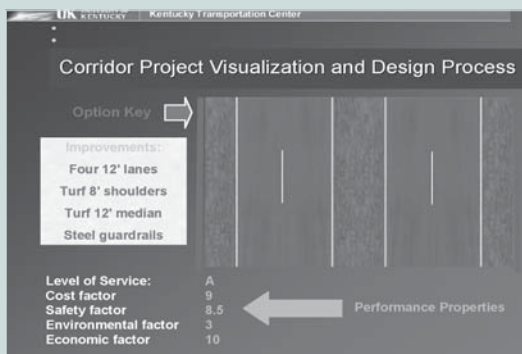 UK KENTUCKY Kentucky Transportation Center
Corridor Project Visualization and Design Process
Option Key
Improvements:
Four 12' lanes
Turf 8' shoulders
Turf 12' median
Steel guardrails
Level of Service: A
Cost factor 9
Safety factor 8.5
Environmental factor 3
Economic factor 10
Performance Properties